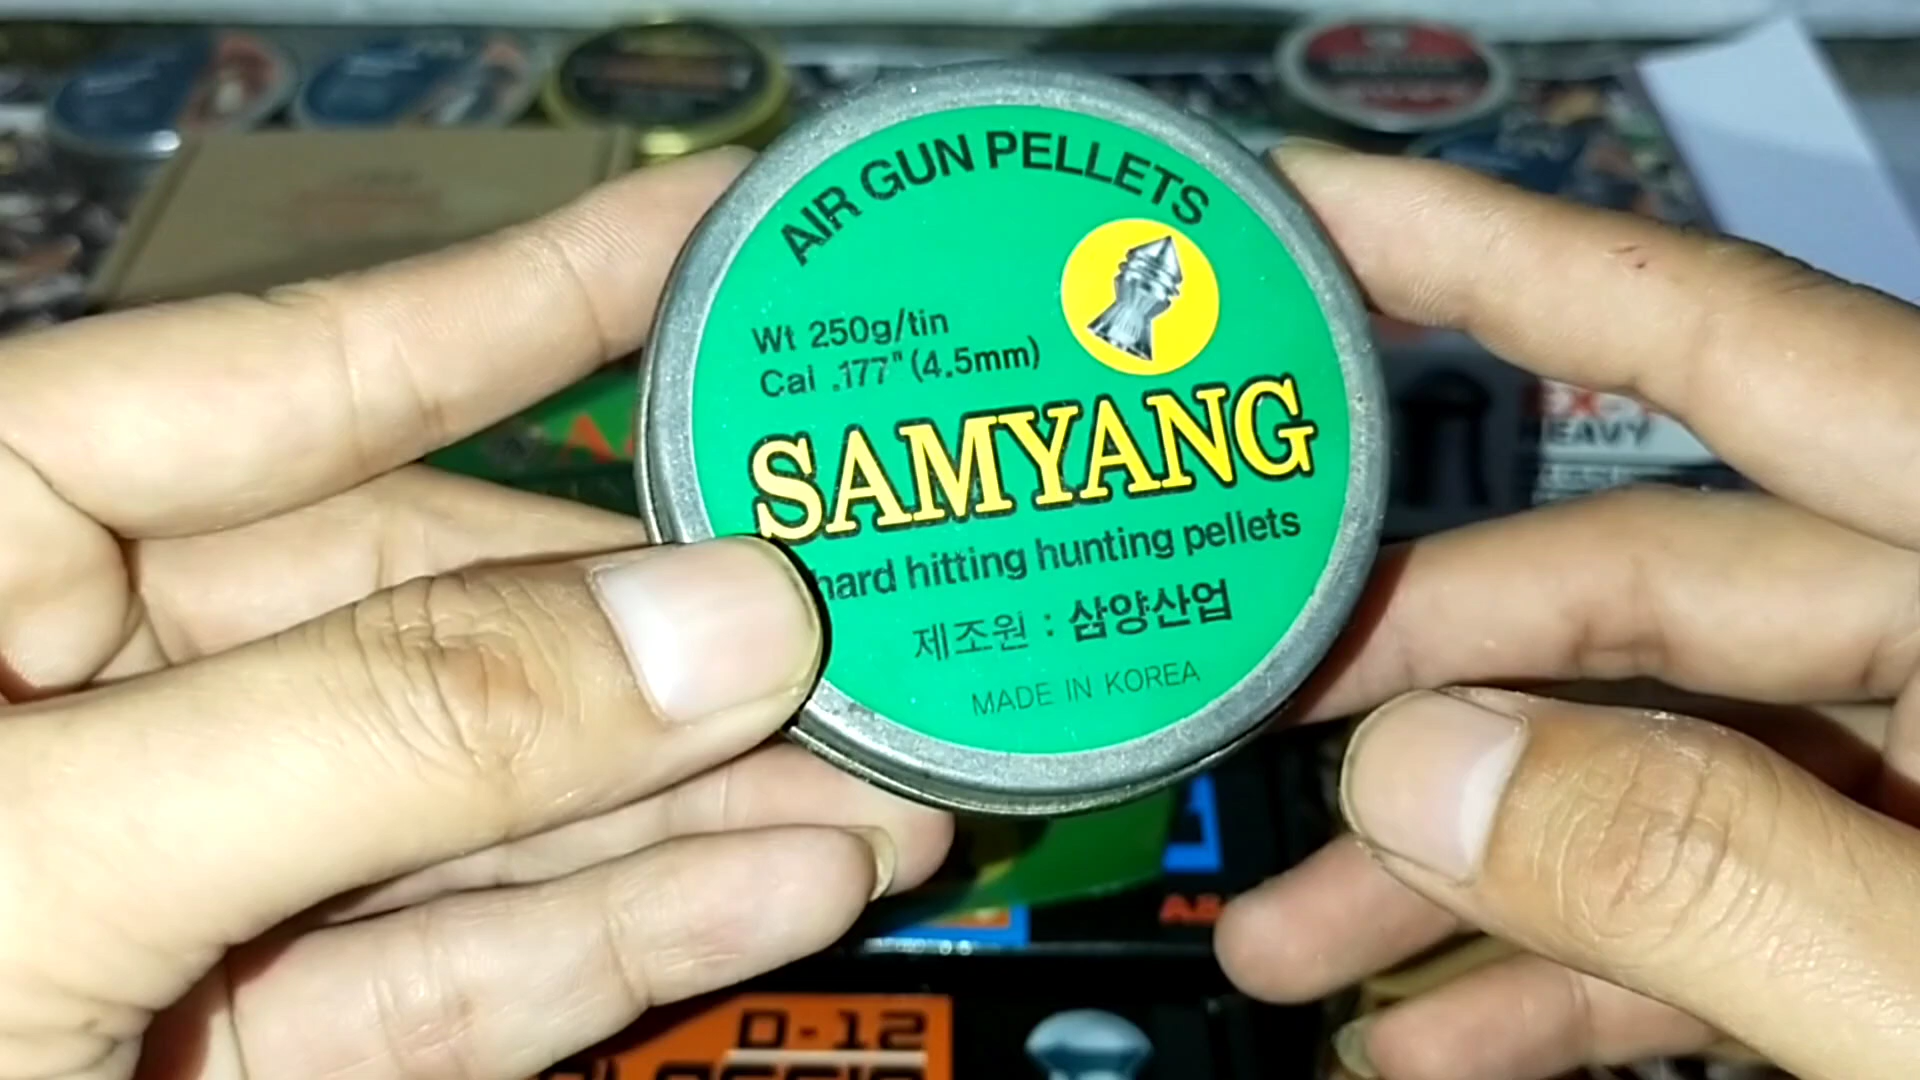 AIR GUN PELLETS
Wt 250g/tin
Cal .177" (4.5mm)
SAMYANG
hard hitting hunting pellets
제조원 : 삼양산업
MADE IN KOREA
HEAVY
D-12